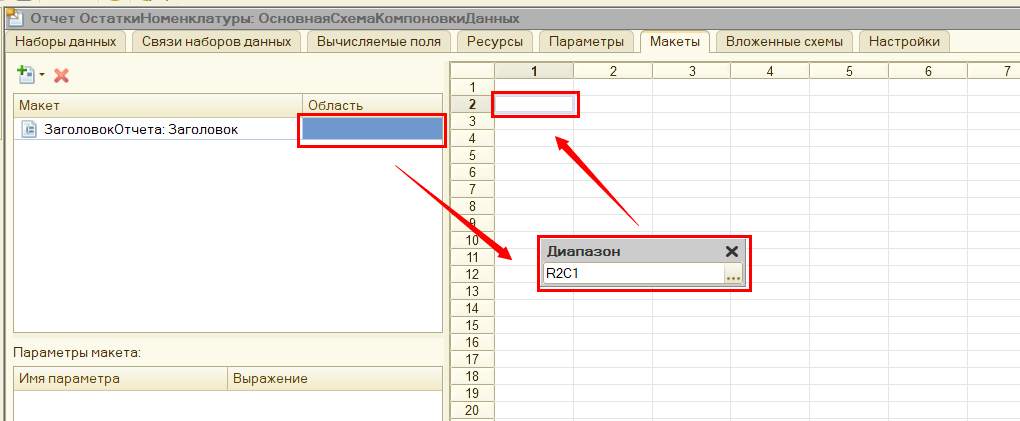 Отчет ОстаткиНоменклатуры: ОсновнаяСхемаКомпоновкиДанных
Наборы данных Связи наборов данных Вычисляемые поля Ресурсы Параметры Макеты Вложенные схемы Настройки
Макет Область
ЗаголовокОтчета: Заголовок
Параметры макета:
Имя параметра Выражение
1 2 3 4 5 6 7
1
2
3
4
5
6
7
8
9
10
11
12
13
14
15
16
17
18
19
20
Диапазон
R2C1
...